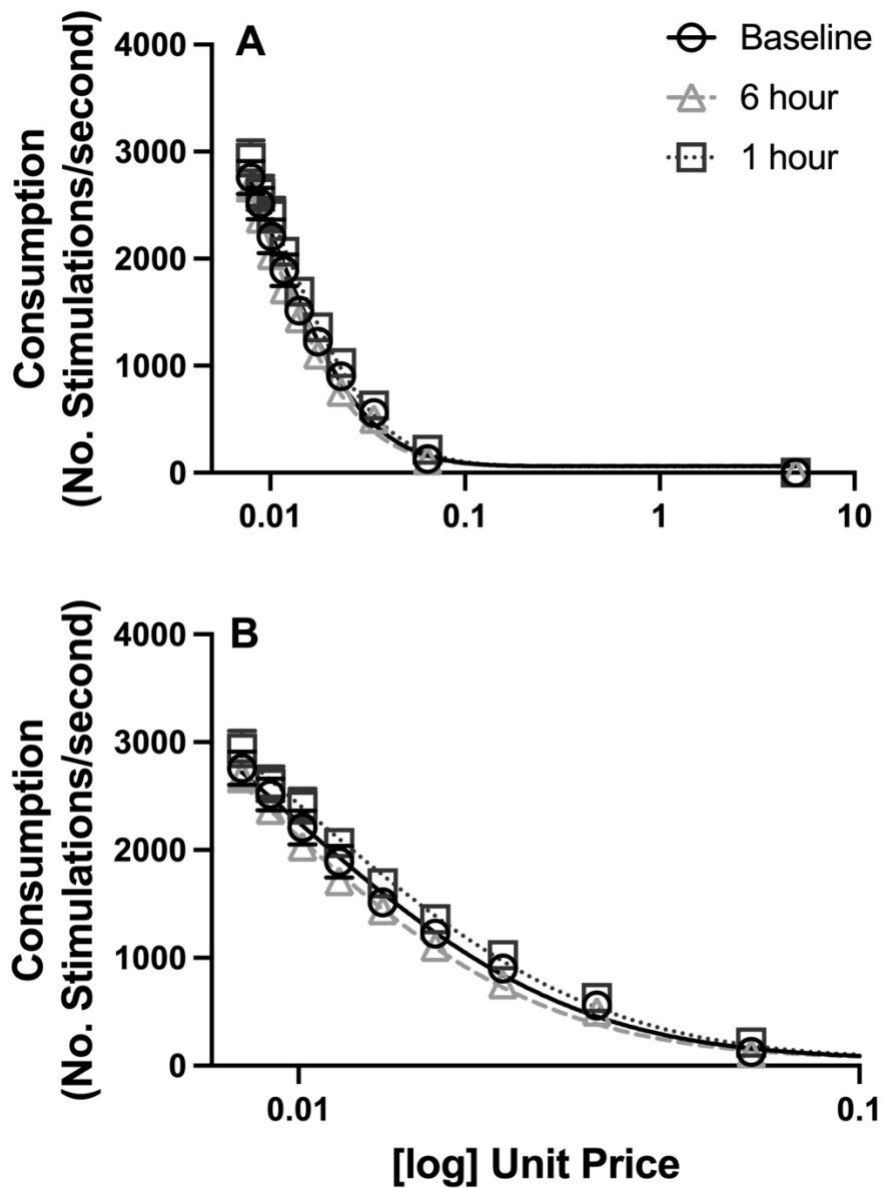 A
Baseline
6 hour
1 hour
Consumption
(No. Stimulations/second)
4000
3000
2000
1000
0
0.01
0.1
1
10
B
Consumption
(No. Stimulations/second)
4000
3000
2000
1000
0
0.01
0.1
[log] Unit Price